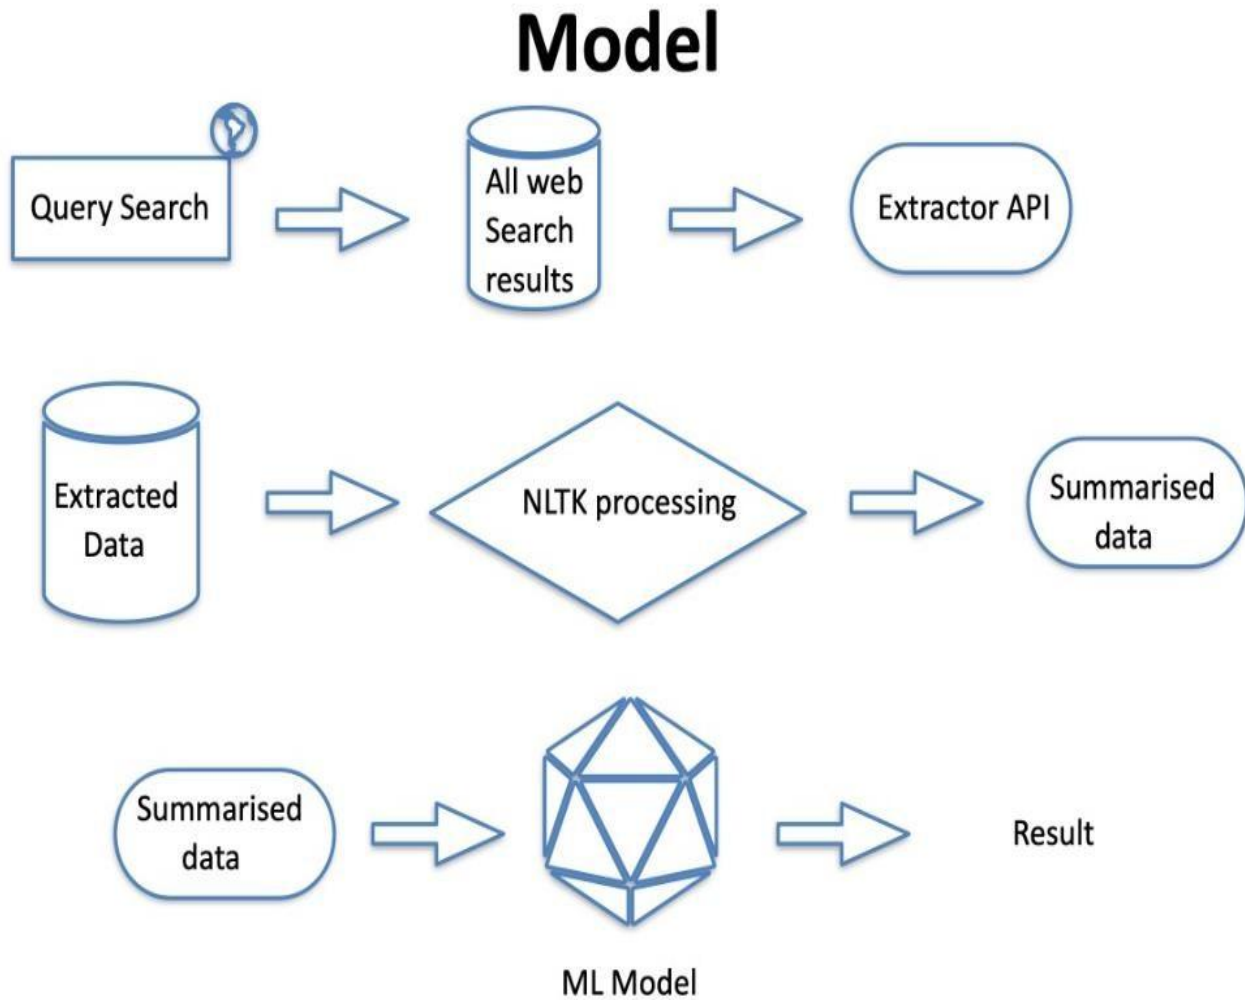 Model
Query Search
All web
Search
results
Extractor API
Extracted
Data
NLTK processing
Summarised
data
Summarised
data
Result
ML Model